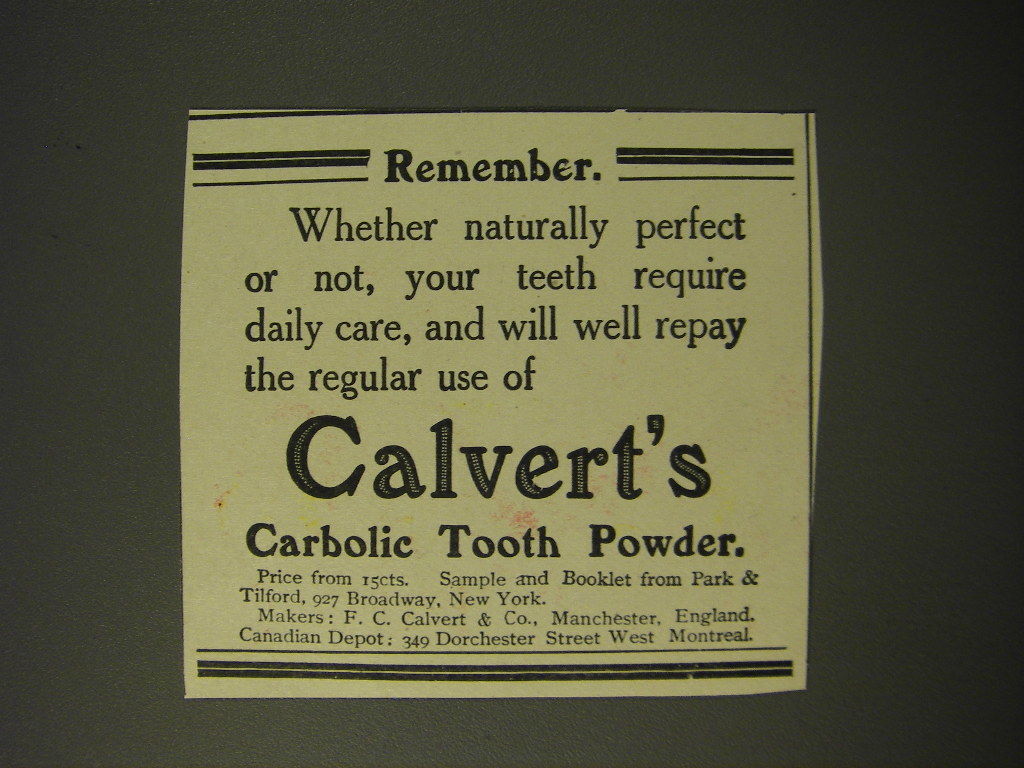 Remember.
Whether naturally perfect
or not, your teeth require
daily care, and will well repay
the regular use of
Calvert's
Carbolic Tooth Powder.
Price from 15cts. Sample and Booklet from Park &
Tilford, 927 Broadway, New York.
Makers: F. C. Calvert & Co., Manchester, England.
Canadian Depot: 349 Dorchester Street West Montreal.